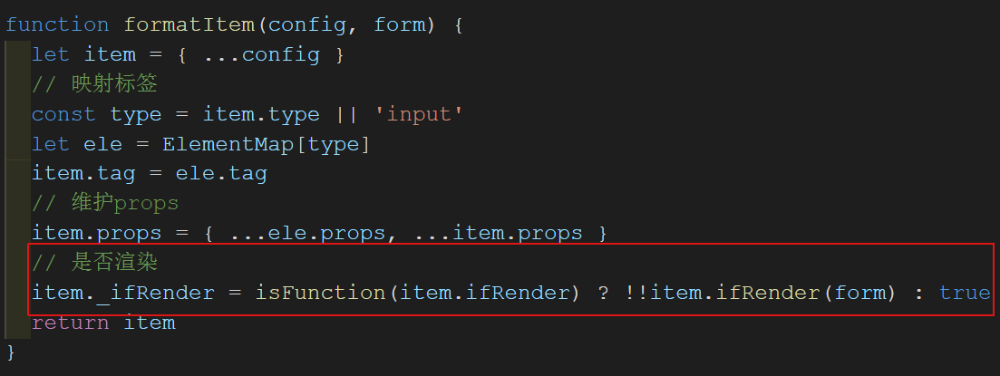 function formatItem(config, form) {
  let item = { ...config }
  // 映射标签
  const type = item.type || 'input'
  let ele = ElementMap[type]
  item.tag = ele.tag
  // 维护props
  item.props = { ...ele.props, ...item.props }
  // 是否渲染
  item._ifRender = isFunction(item.ifRender) ? !!item.ifRender(form) : true
  return item
}